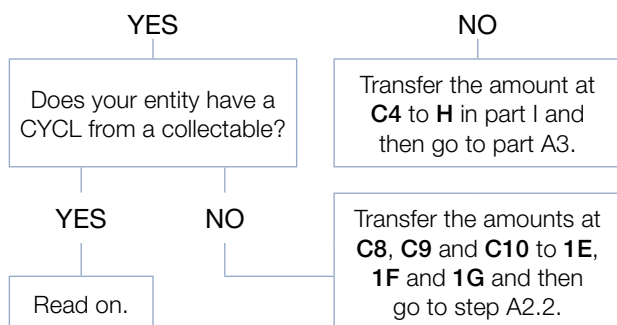 YES
NO
Does your entity have a
CYCL from a collectable?
Transfer the amount at
C4 to H in part I and
then go to part A3.
YES
NO
Transfer the amounts at
C8, C9 and C10 to 1E,
1F and 1G and then
go to step A2.2.
Read on.